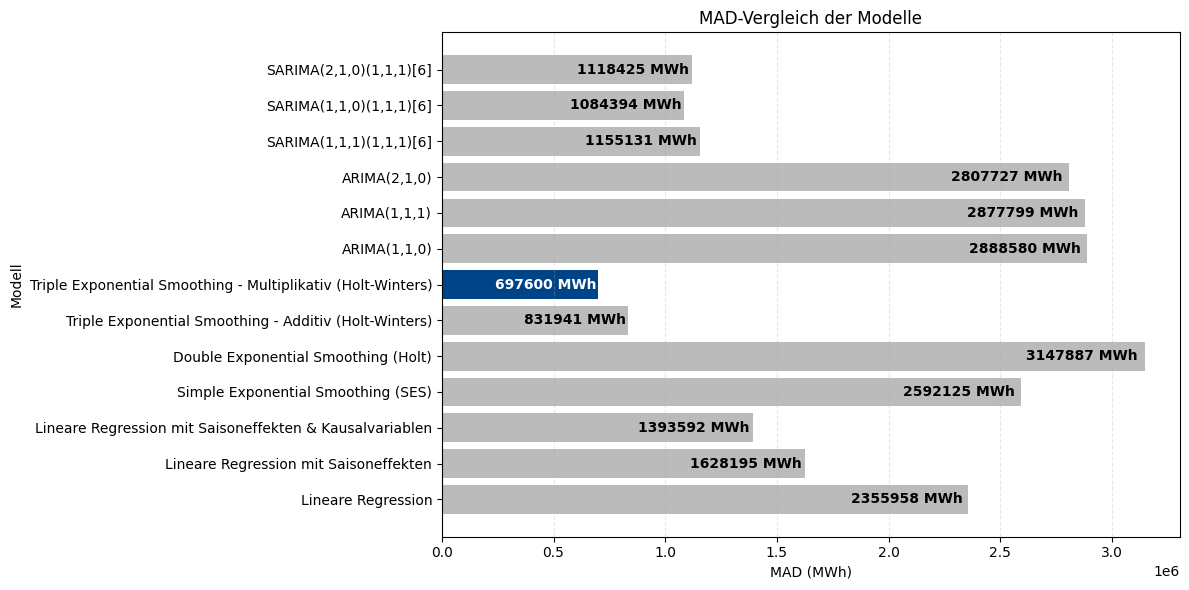 MAD-Vergleich der Modelle
SARIMA(2,1,0)(1,1,1)[6] 1118425 MWh
SARIMA(1,1,0)(1,1,1)[6] 1084394 MWh
SARIMA(1,1,1)(1,1,1)[6] 1155131 MWh
ARIMA(2,1,0) 2807727 MWh
ARIMA(1,1,1) 2877799 MWh
ARIMA(1,1,0) 2888580 MWh
Triple Exponential Smoothing - Multiplikativ (Holt-Winters) 697600 MWh
Triple Exponential Smoothing - Additiv (Holt-Winters) 831941 MWh
Double Exponential Smoothing (Holt) 3147887 MWh
Simple Exponential Smoothing (SES) 2592125 MWh
Lineare Regression mit Saisoneffekten & Kausalvariablen 1393592 MWh
Lineare Regression mit Saisoneffekten 1628195 MWh
Lineare Regression 2355958 MWh
Modell
0.0 0.5 1.0 1.5 2.0 2.5 3.0
1e6
MAD (MWh)